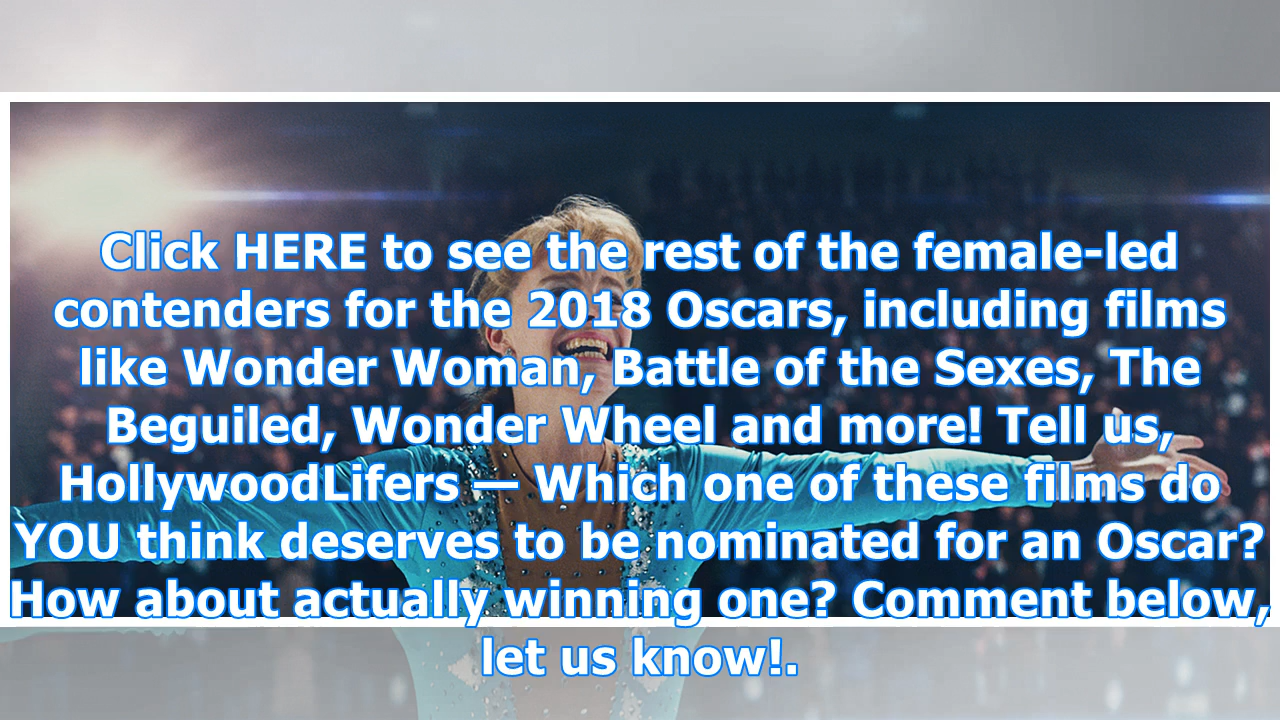 Click HERE to see the rest of the female-led
contenders for the 2018 Oscars, including films
like Wonder Woman, Battle of the Sexes, The
Beguiled, Wonder Wheel and more! Tell us,
HollywoodLifers — Which one of these films do
YOU think deserves to be nominated for an Oscar?
How about actually winning one? Comment below,
let us know!.